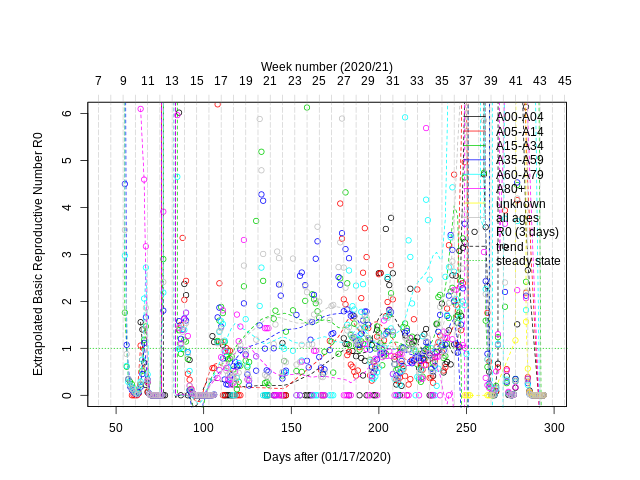 Week number (2020/21)
7 9 11 13 15 17 19 21 23 25 27 29 31 33 35 37 39 41 43 45
Extrapolated Basic Reproductive Number R0
6
5
4
3
2
1
0
A00-A04
A05-A14
A15-A34
A35-A59
A60-A79
A80+
unknown
all ages
R0 (3 days)
trend
steady state
50 100 150 200 250 300
Days after (01/17/2020)